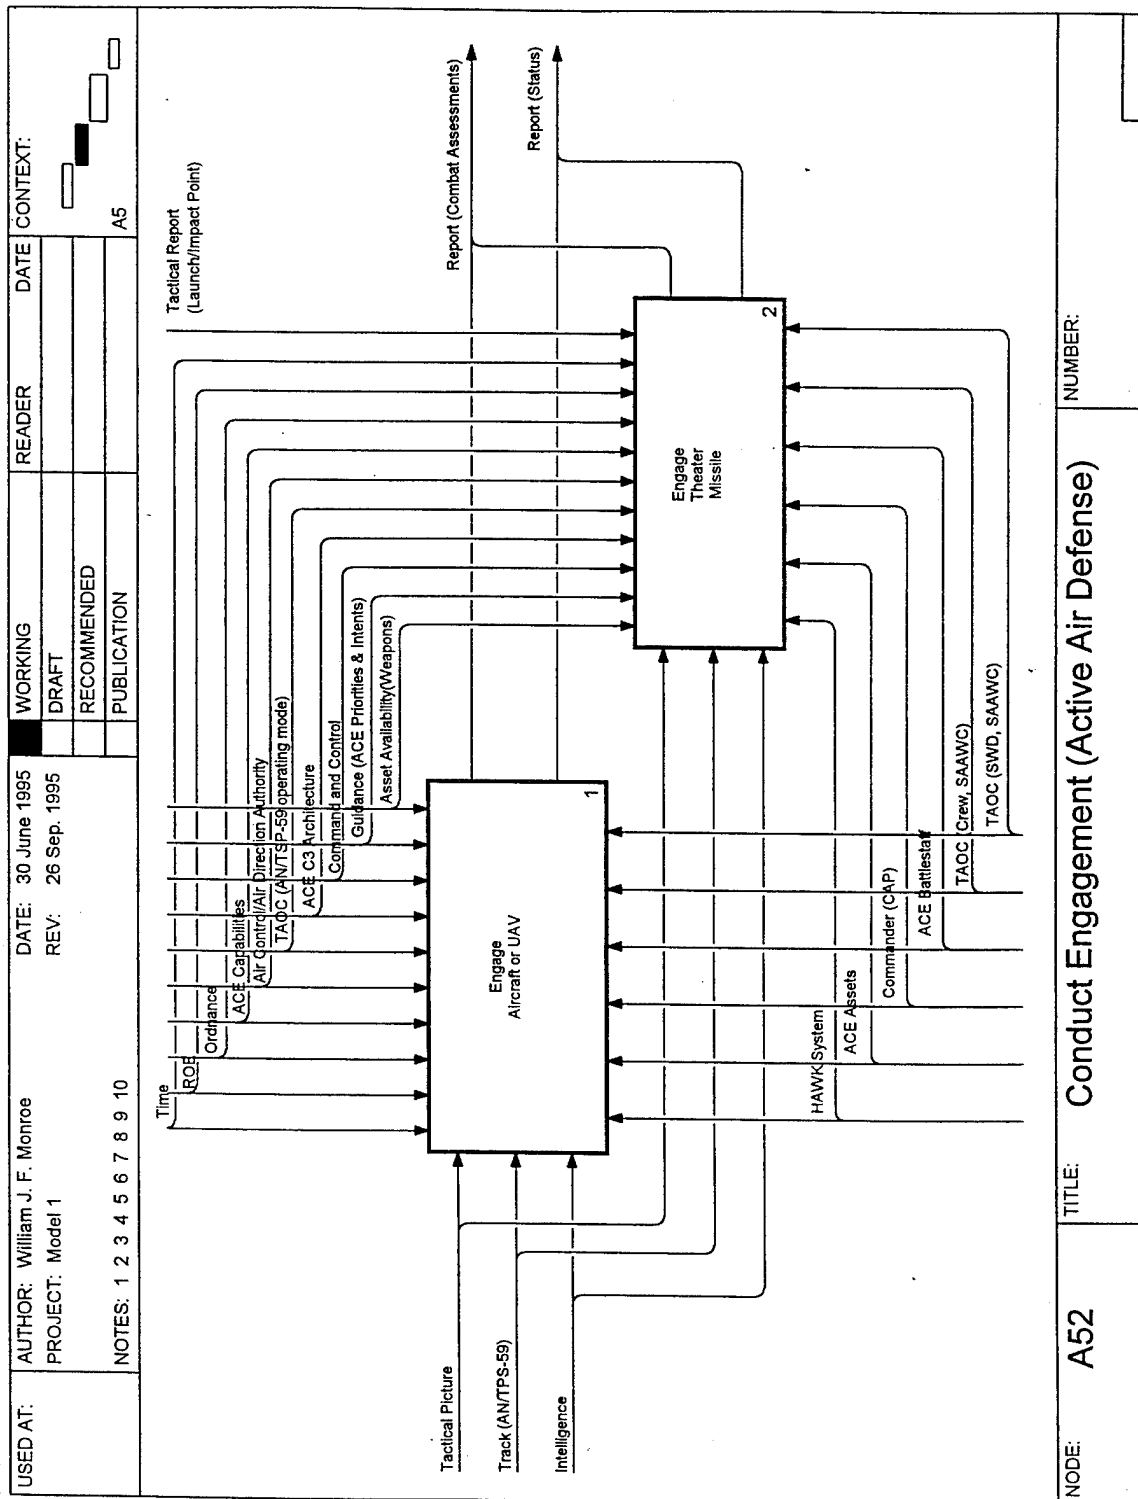 USED AT:
AUTHOR: William J. F. Monroe
PROJECT: Model 1
NOTES: 1 2 3 4 5 6 7 8 9 10
DATE: 30 June 1995
REV: 26 Sep. 1995
WORKING
DRAFT
RECOMMENDED
PUBLICATION
READER
DATE
CONTEXT:
A5
Time
ROE
Ordnance
ACE Capabilities
Air Control/Air Direction Authority
TAOC (AN/TSP-59 operating mode)
ACE C3 Architecture
Command and Control
Guidance (ACE Priorities & Intents)
Asset Availability(Weapons)
Tactical Report
(Launch/Impact Point)
Tactical Picture
Track (AN/TPS-59)
Intelligence
Engage
Aircraft or UAV
1
Engage
Theater
Missile
2
Report (Combat Assessments)
Report (Status)
HAWK System
ACE Assets
Commander (CAP)
ACE Battlestaff
TAOC (Crew, SAAWC)
TAOC (SWD, SAAWC)
NODE:
A52
TITLE:
Conduct Engagement (Active Air Defense)
NUMBER: